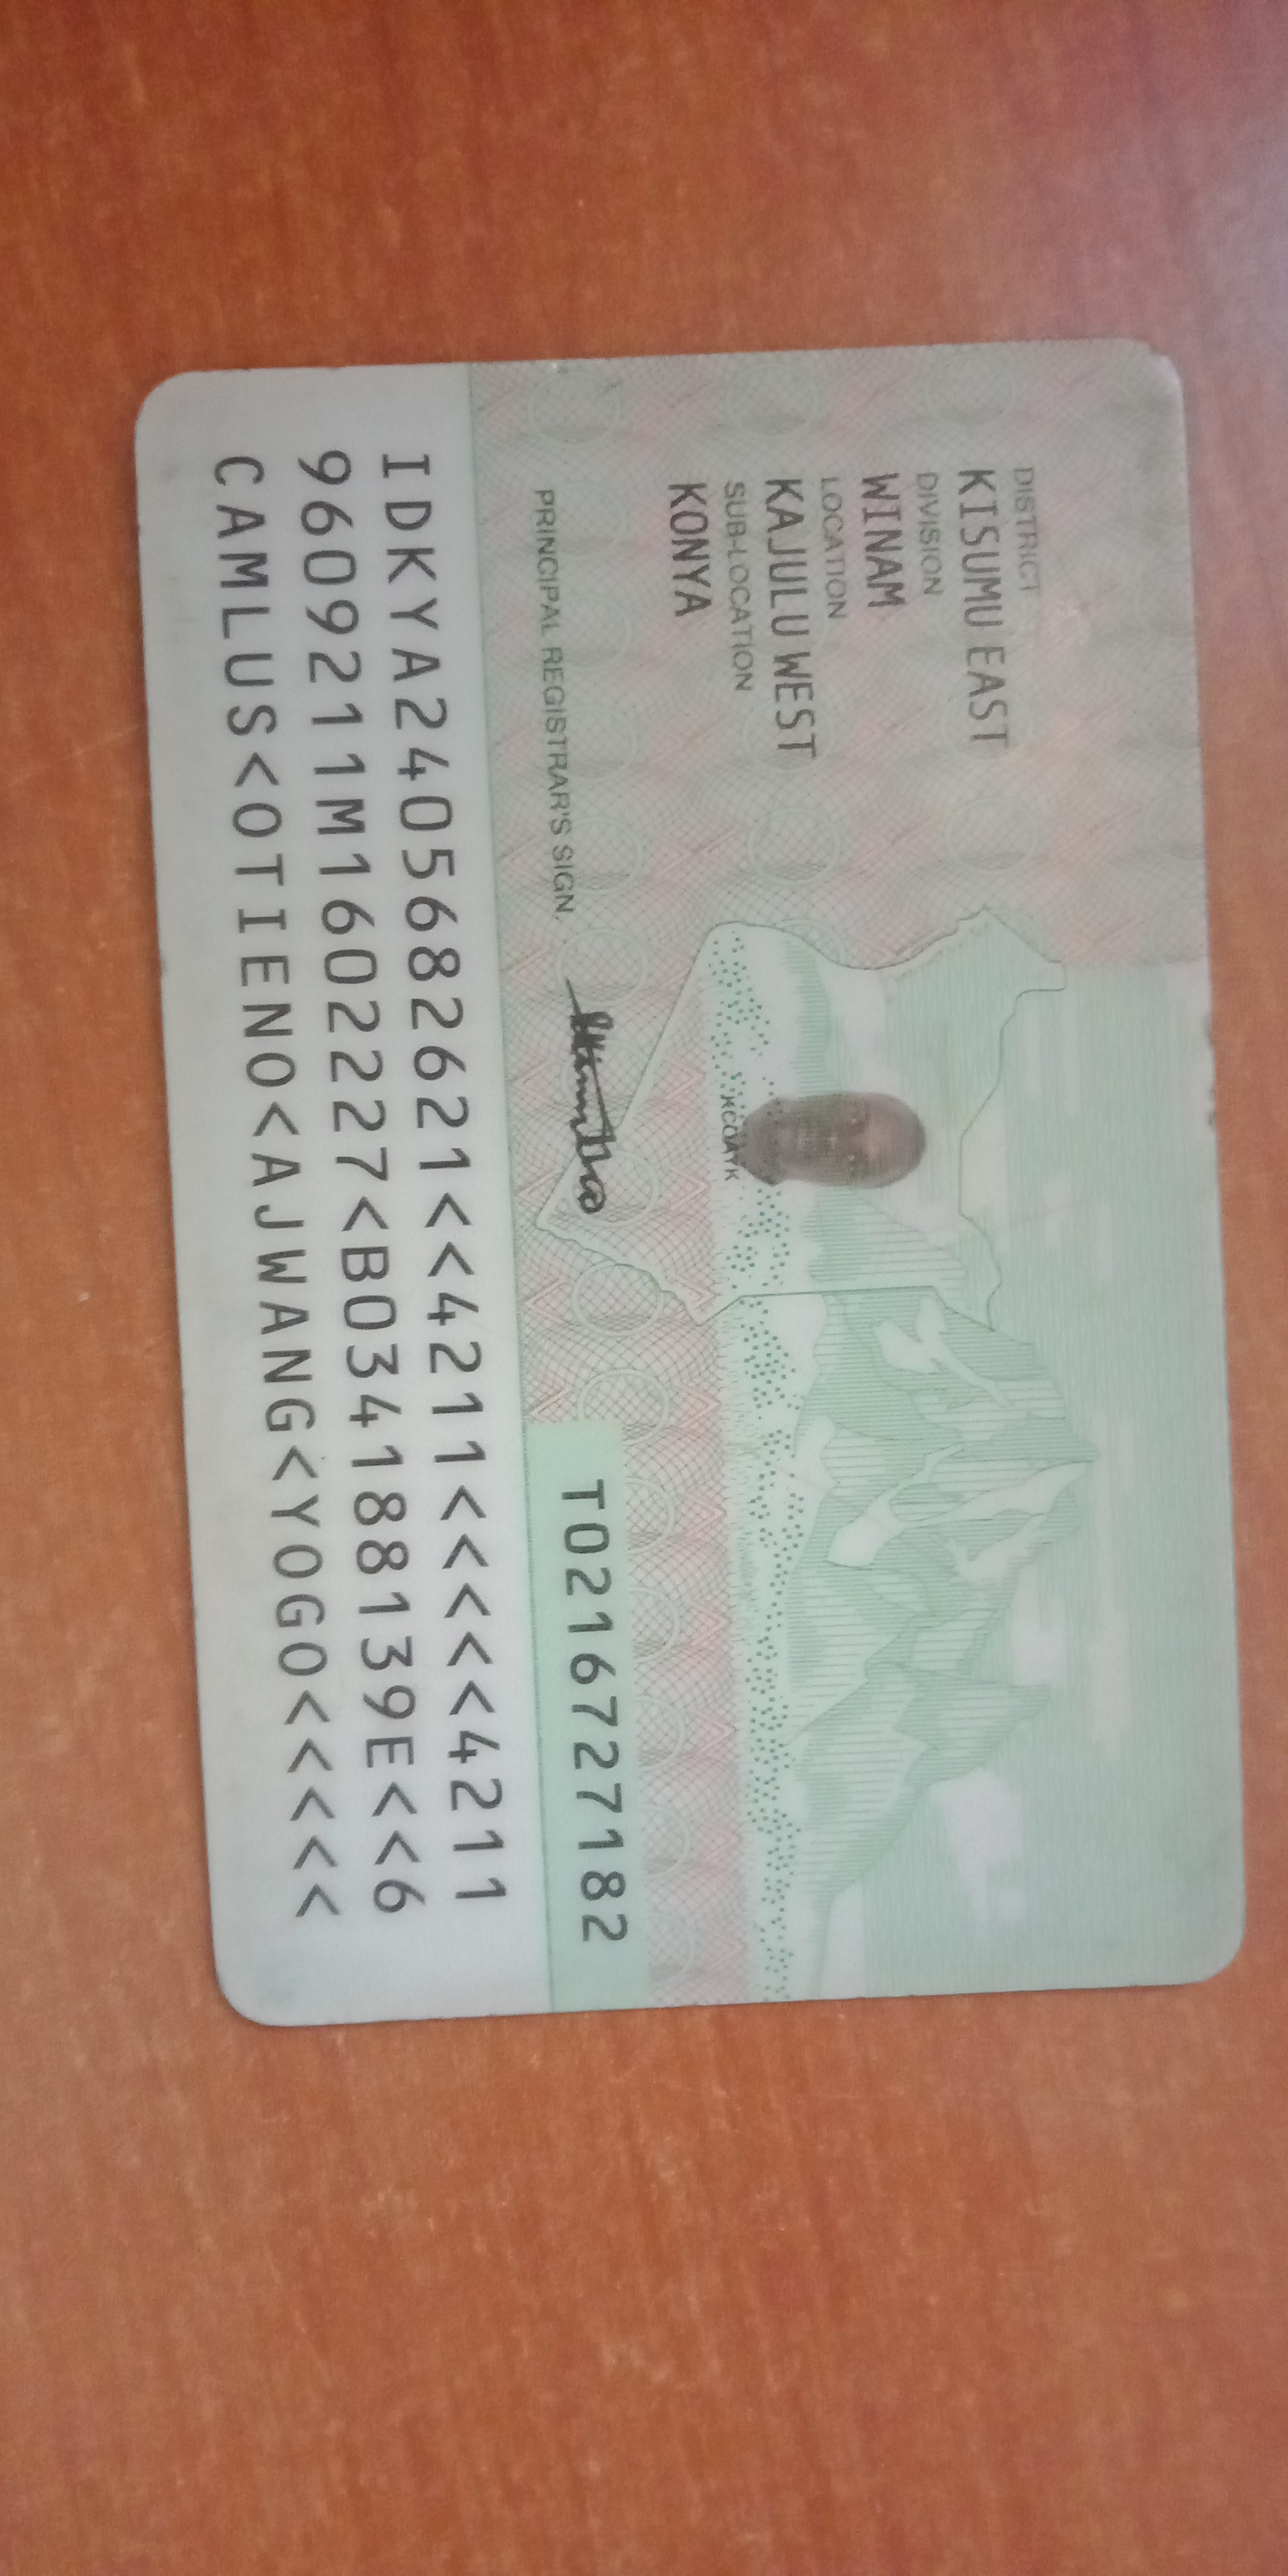 DISTRICT
KISUMU EAST
DIVISION
WINAM
LOCATION
KAJULU WEST
SUB-LOCATION
KONYA
PRINCIPAL REGISTRAR'S SIGN.
T0216727182
IDKYA2405682621<<4211<<<<<4211
9609211M1602227<B034188139E<<6
CAMLUS<OTIENO<AJWANG<YOGO<<<<<